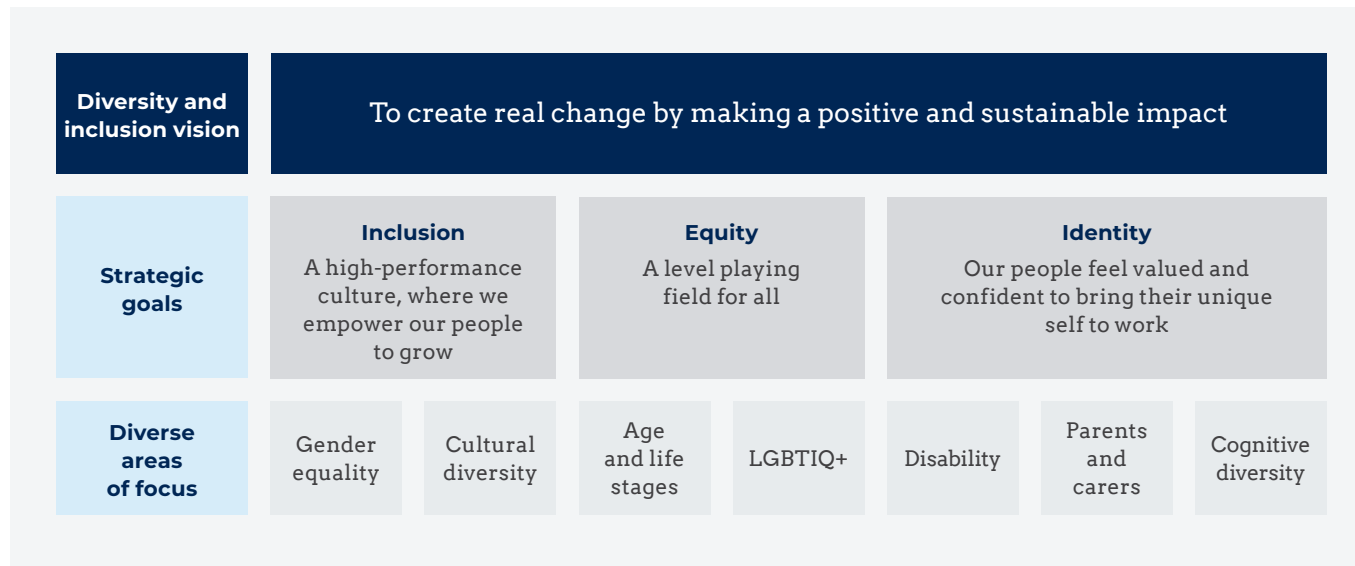 Diversity and
inclusion vision
To create real change by making a positive and sustainable impact
Strategic
goals
Inclusion
A high-performance
culture, where we
empower our people
to grow
Equity
A level playing
field for all
Identity
Our people feel valued and
confident to bring their unique
self to work
Diverse
areas
of focus
Gender
equality
Cultural
diversity
Age
and life
stages
LGBTIQ+
Disability
Parents
and
carers
Cognitive
diversity